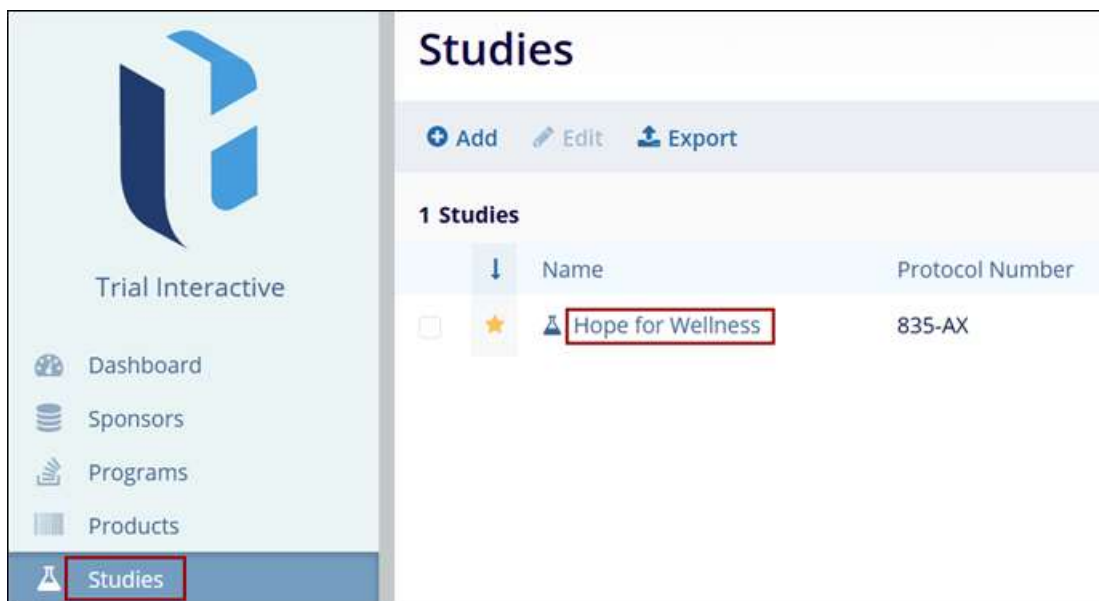 Trial Interactive
Dashboard
Sponsors
Programs
Products
Studies
Studies
Add Edit Export
1 Studies
Name Protocol Number
Hope for Wellness 835-AX